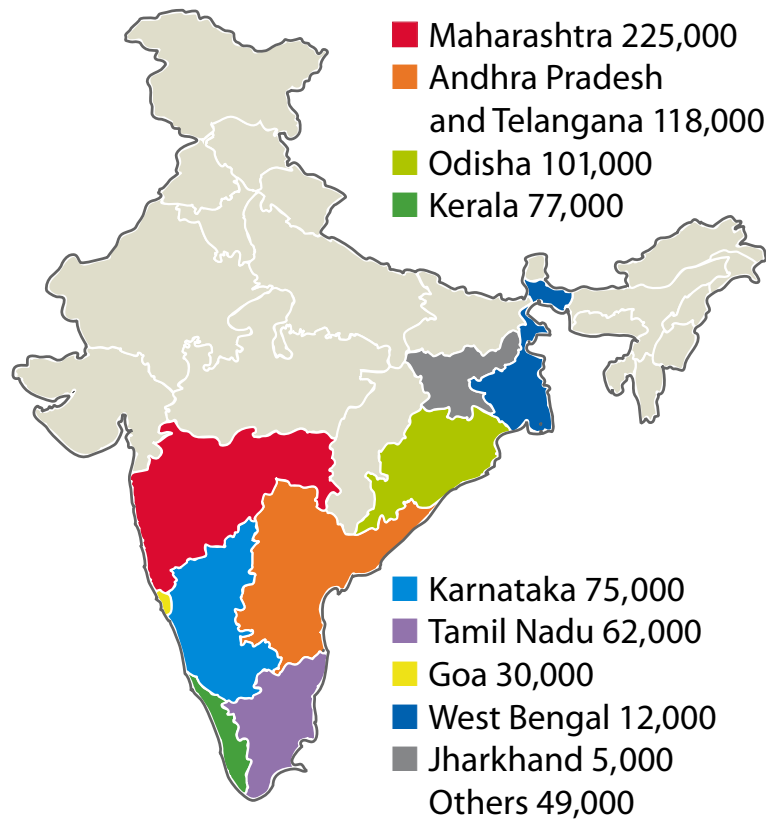 Maharashtra 225,000
Andhra Pradesh
and Telangana 118,000
Odisha 101,000
Kerala 77,000
Karnataka 75,000
Tamil Nadu 62,000
Goa 30,000
West Bengal 12,000
Jharkhand 5,000
Others 49,000